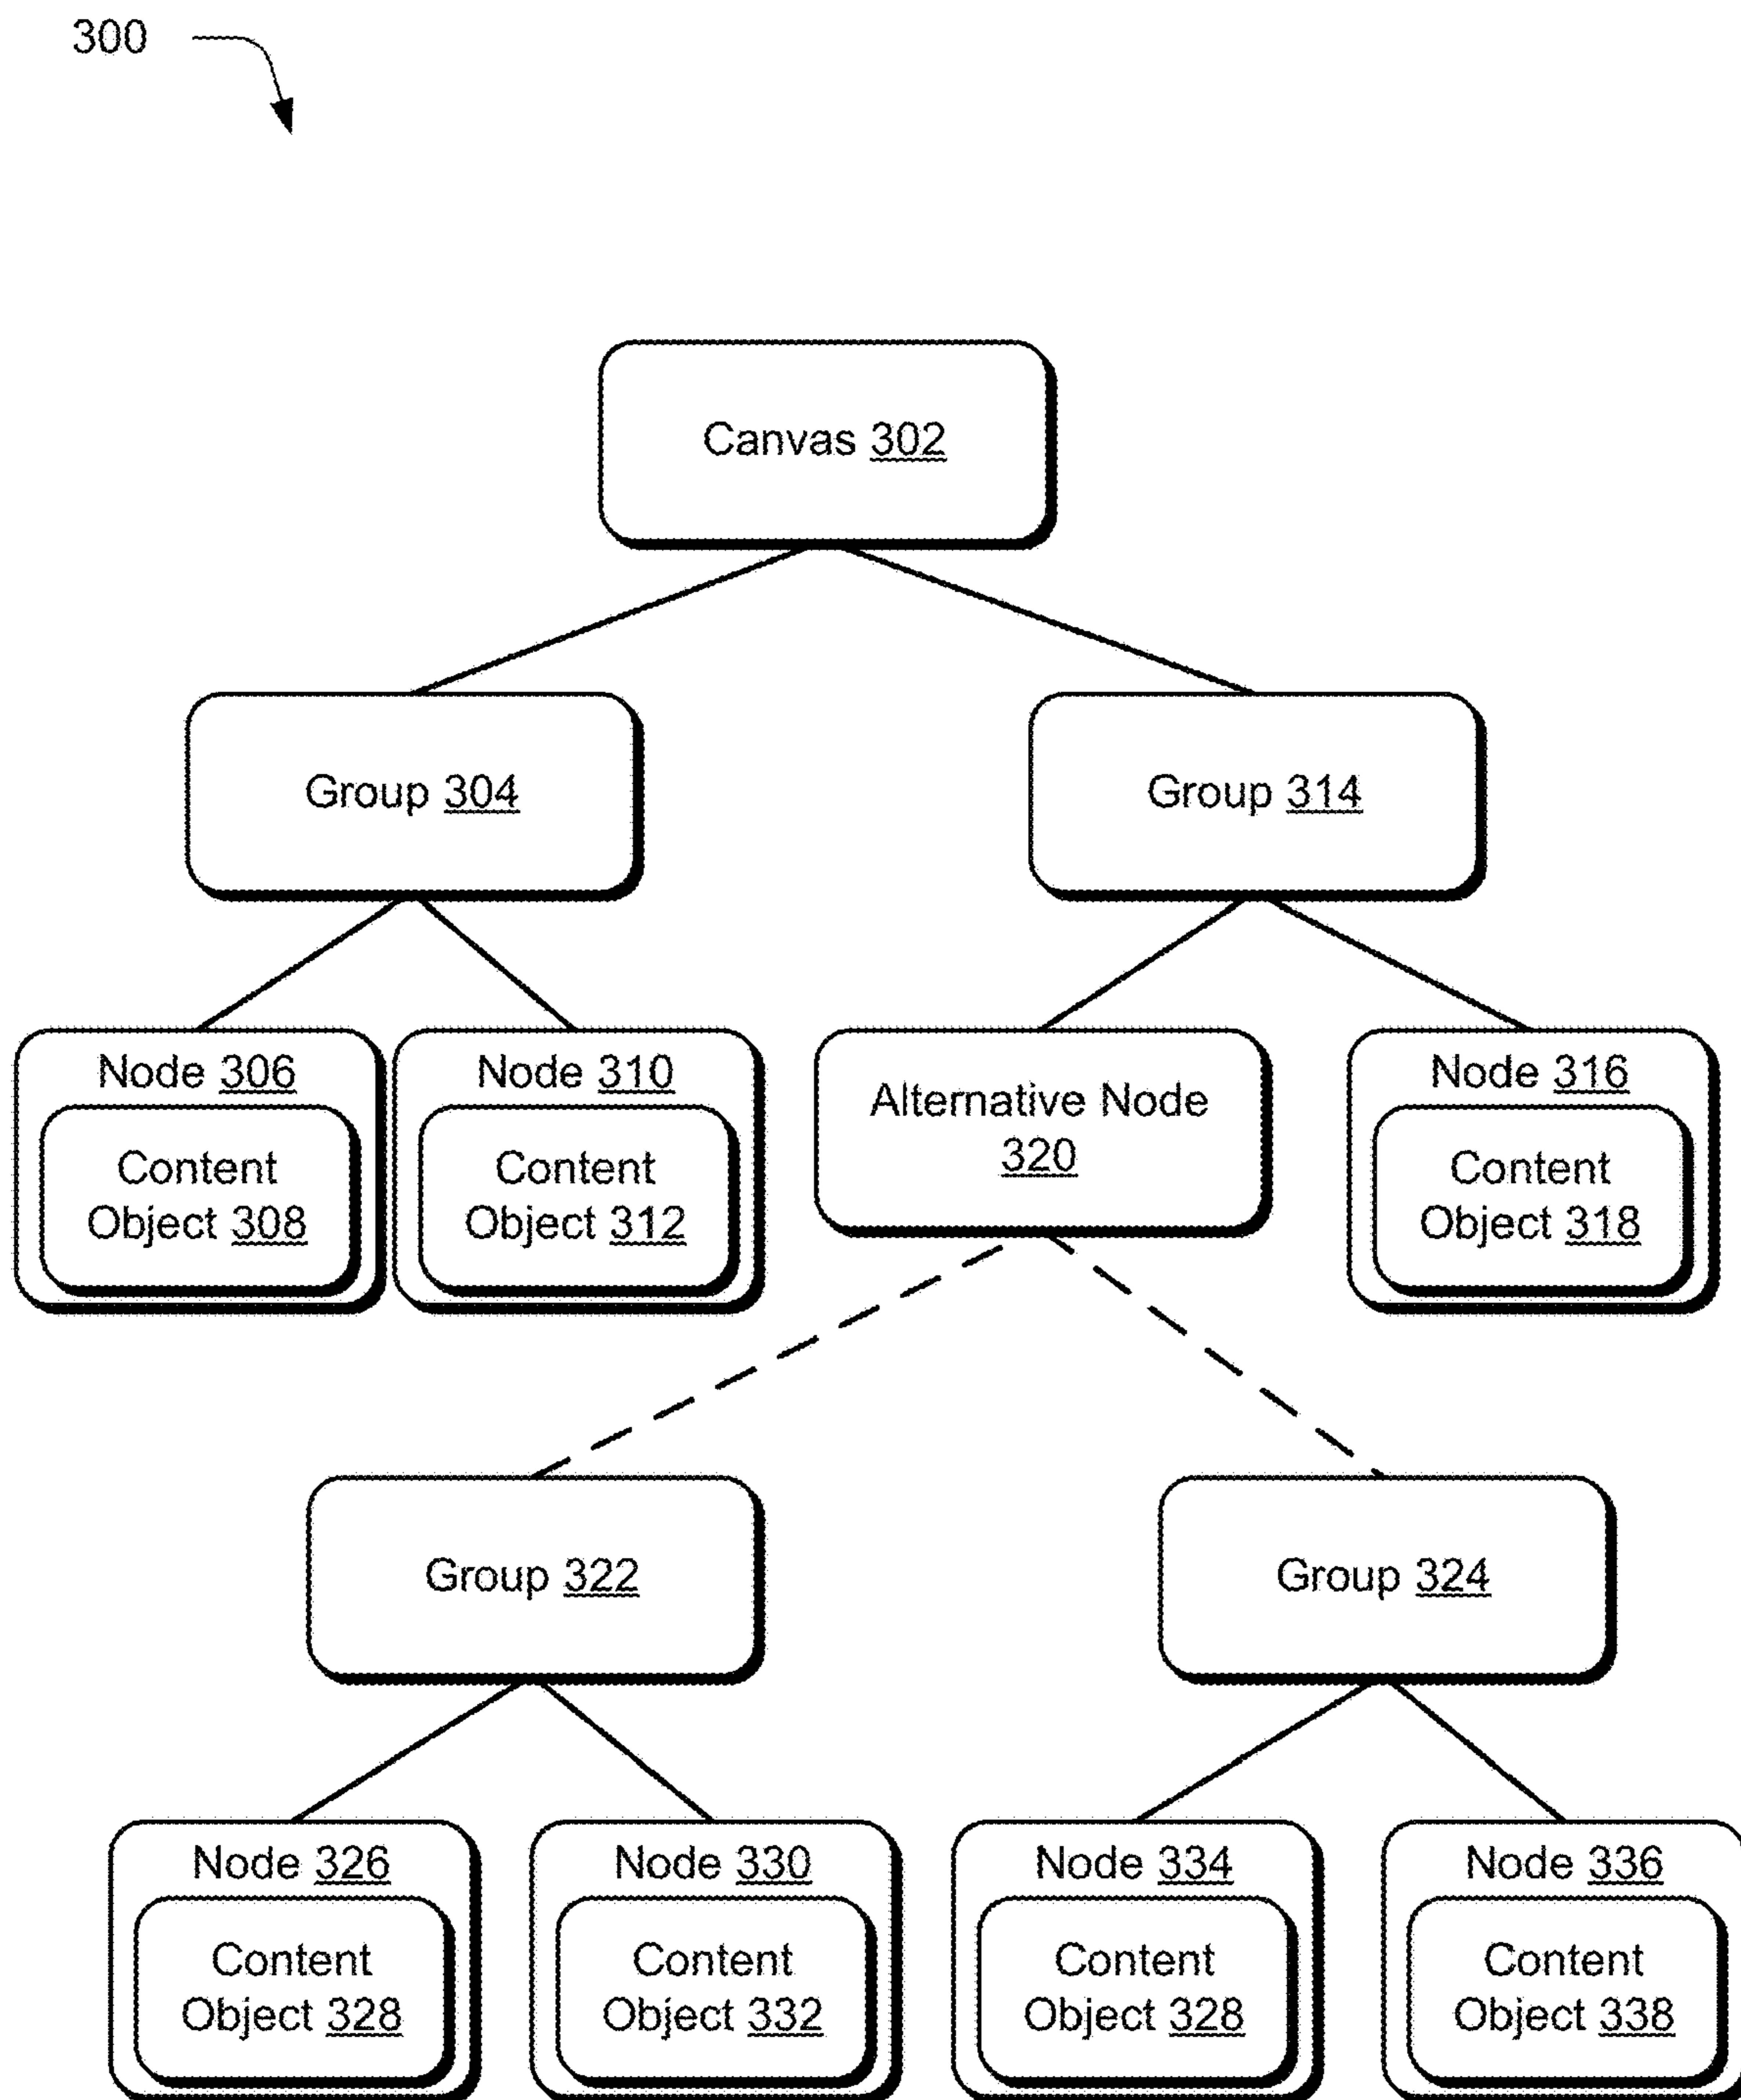 300
Canvas 302
Group 304
Group 314
Node 306
Content
Object 308
Node 310
Content
Object 312
Alternative Node
320
Node 316
Content
Object 318
Group 322
Group 324
Node 326
Content
Object 328
Node 330
Content
Object 332
Node 334
Content
Object 328
Node 336
Content
Object 338